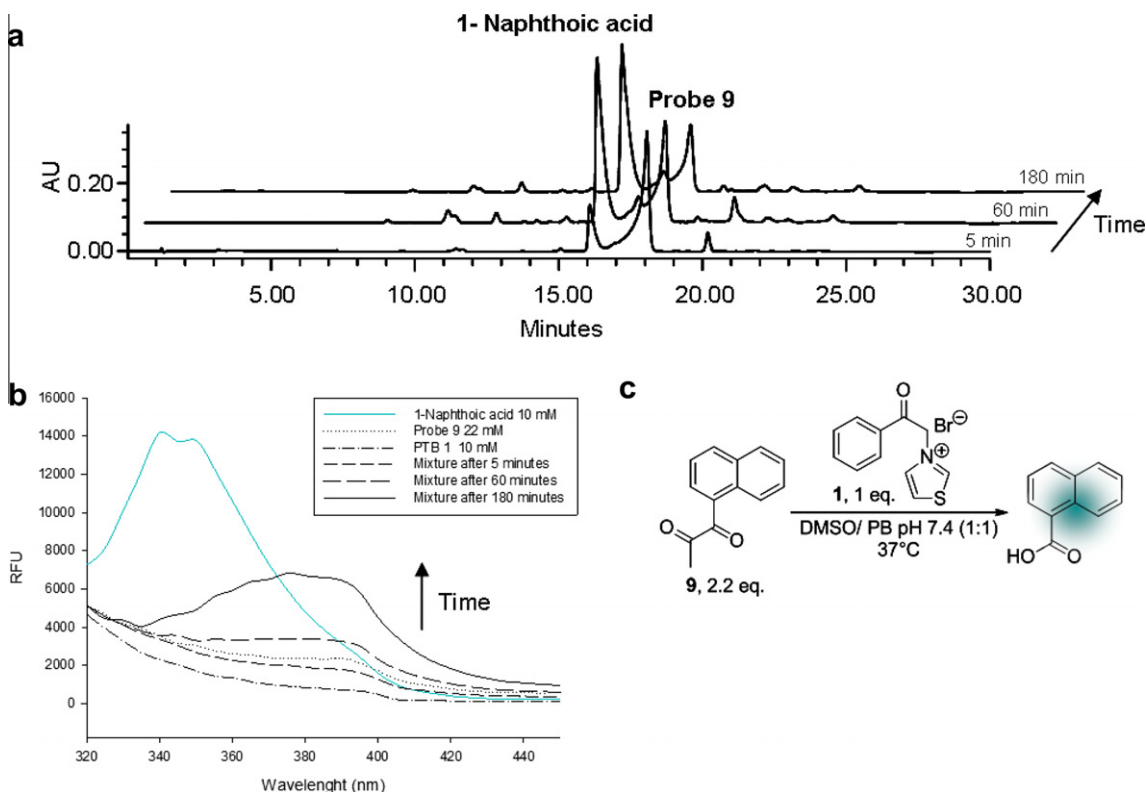 a
1- Naphthoic acid
Probe 9
AU
0.20
0.00
180 min
60 min
5 min
Time
5.00 10.00 15.00 20.00 25.00 30.00
Minutes
b
16000
14000
12000
10000
8000
6000
4000
2000
0
RFU
1-Naphthoic acid 10 mM
Probe 9 22 mM
PTB 1 10 mM
Mixture after 5 minutes
Mixture after 60 minutes
Mixture after 180 minutes
Time
320 340 360 380 400 420 440
Wavelenght (nm)
c
O
Br⊖
N⊕
S
1, 1 eq.
DMSO/ PB pH 7.4 (1:1)
37°C
O
O
9, 2.2 eq.
HO
O